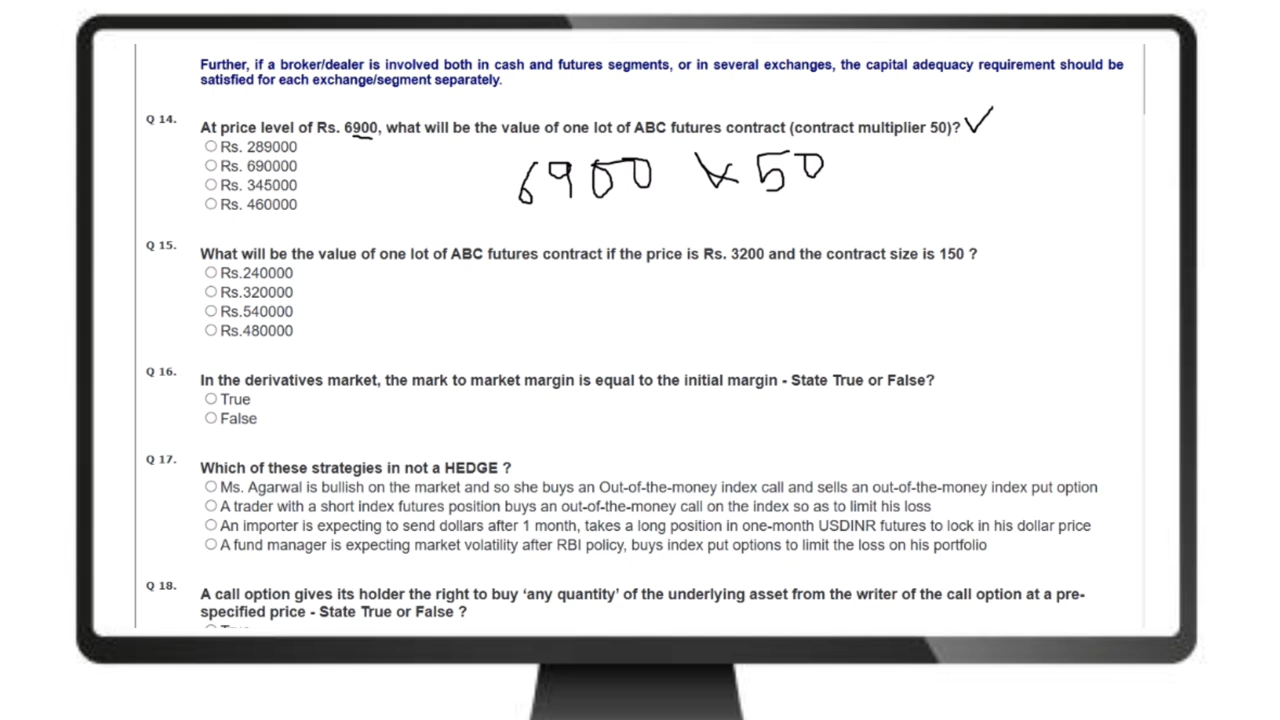 Further, if a broker/dealer is involved both in cash and futures segments, or in several exchanges, the capital adequacy requirement should be
satisfied for each exchange/segment separately.
Q 14.
At price level of Rs. 6900, what will be the value of one lot of ABC futures contract (contract multiplier 50)? ✓
Rs. 289000
Rs. 690000
Rs. 345000
Rs. 460000
6900 x 50
Q 15.
What will be the value of one lot of ABC futures contract if the price is Rs. 3200 and the contract size is 150 ?
Rs.240000
Rs.320000
Rs.540000
Rs.480000
Q 16.
In the derivatives market, the mark to market margin is equal to the initial margin - State True or False?
True
False
Q 17.
Which of these strategies in not a HEDGE ?
Ms. Agarwal is bullish on the market and so she buys an Out-of-the-money index call and sells an out-of-the-money index put option
A trader with a short index futures position buys an out-of-the-money call on the index so as to limit his loss
An importer is expecting to send dollars after 1 month, takes a long position in one-month USDINR futures to lock in his dollar price
A fund manager is expecting market volatility after RBI policy, buys index put options to limit the loss on his portfolio
Q 18.
A call option gives its holder the right to buy ‘any quantity’ of the underlying asset from the writer of the call option at a pre-
specified price - State True or False ?